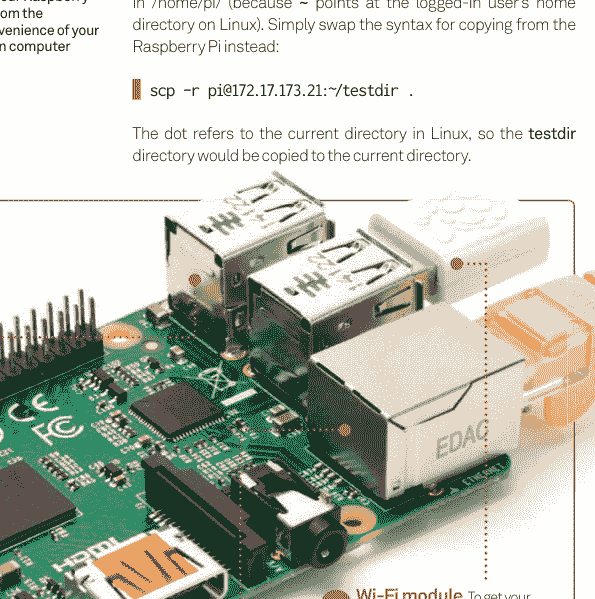 om the
venience of your
n computer
in /home/pi/ (because ~ points at the logged-in user's home
directory on Linux). Simply swap the syntax for copying from the
Raspberry Pi instead:
scp -r pi@172.17.173.21:~/testdir .
The dot refers to the current directory in Linux, so the testdir
directory would be copied to the current directory.
EDAC
CE
FC
HDMI
ETHERNET
Wi-Fi module To get your